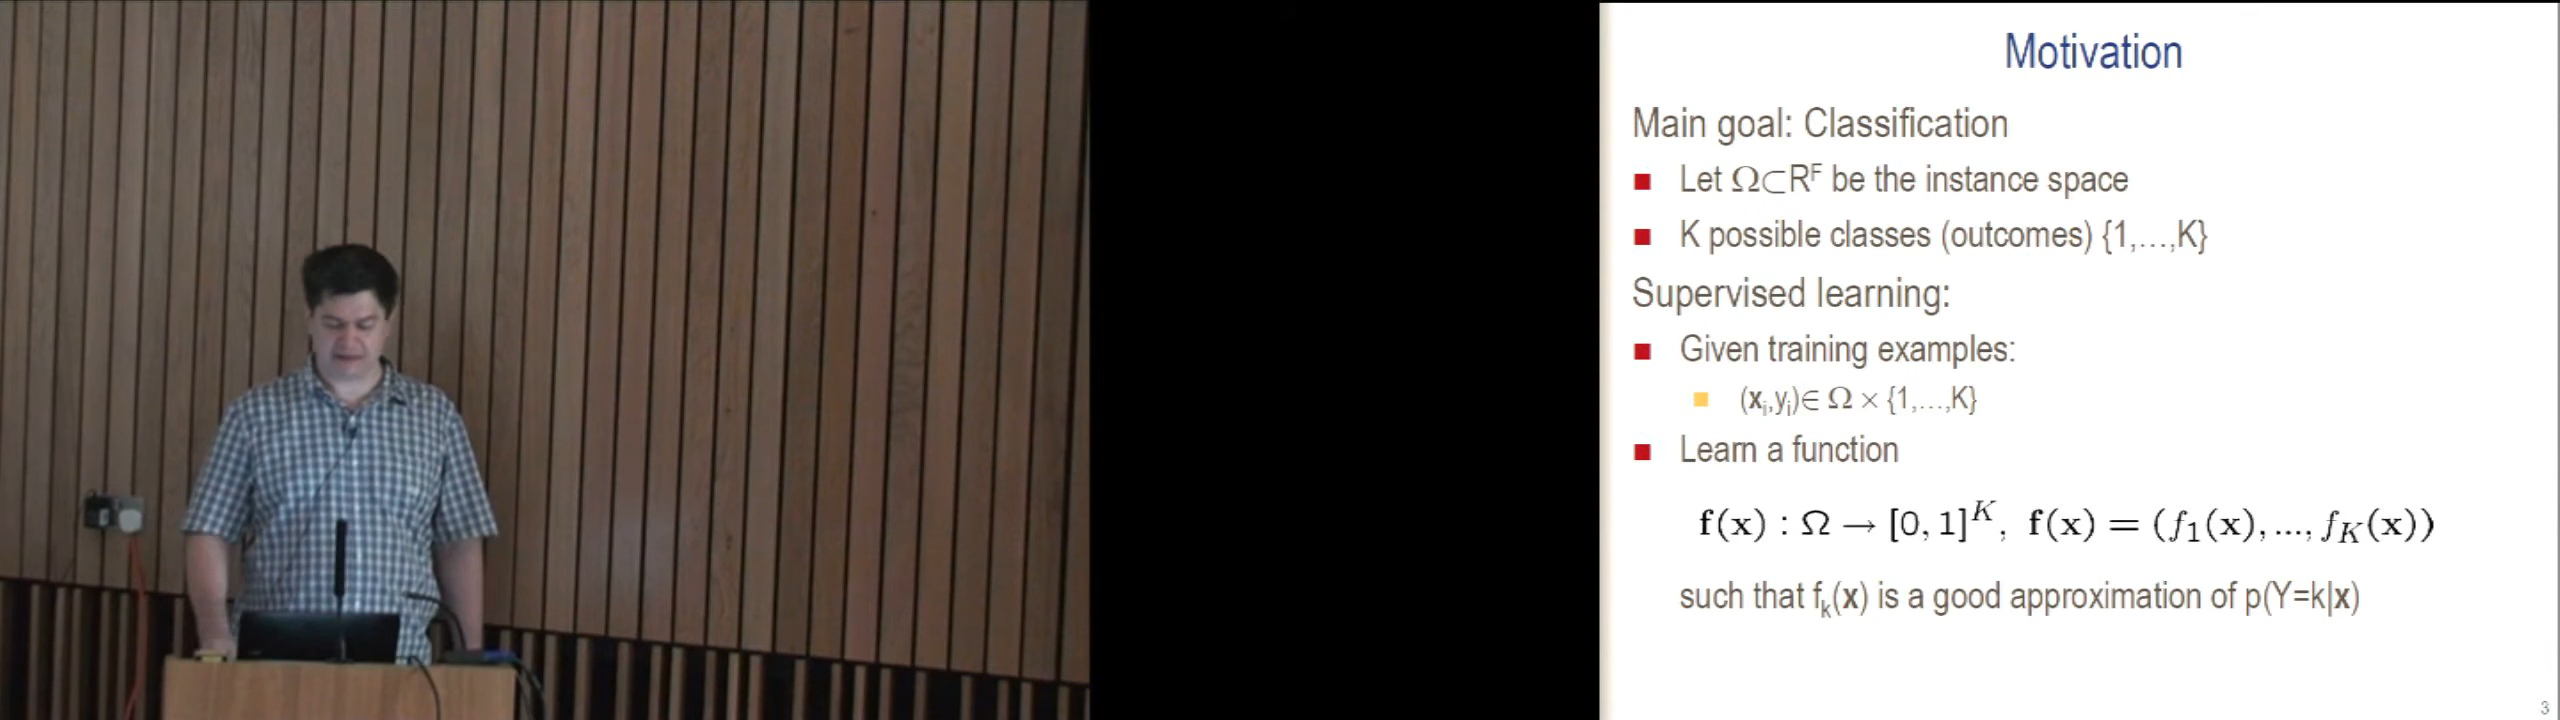 Motivation
Main goal: Classification
Let Ω⊂R^F be the instance space
K possible classes (outcomes) {1,…,K}
Supervised learning:
Given training examples:
(x_i,y_i)∈ Ω × {1,…,K}
Learn a function
f(x) : Ω → [0, 1]^K, f(x) = (f_1(x), ..., f_K(x))
such that f_k(x) is a good approximation of p(Y=k|x)
3